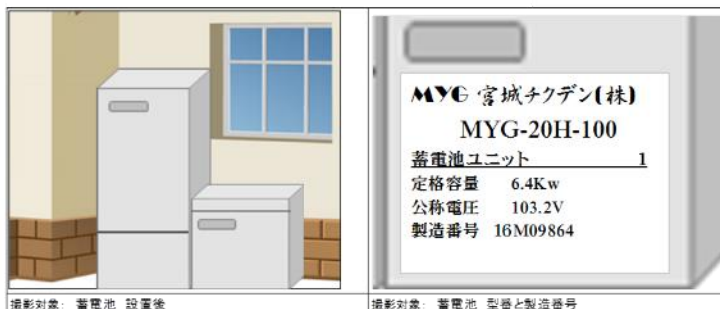 MYG 宮城チクデン(株)
MYG-20H-100
蓄電池ユニット 1
定格容量 6.4Kw
公称電圧 103.2V
製造番号 16M09864
撮影対象: 蓄電池 設置後
撮影対象: 蓄電池 型番と製造番号